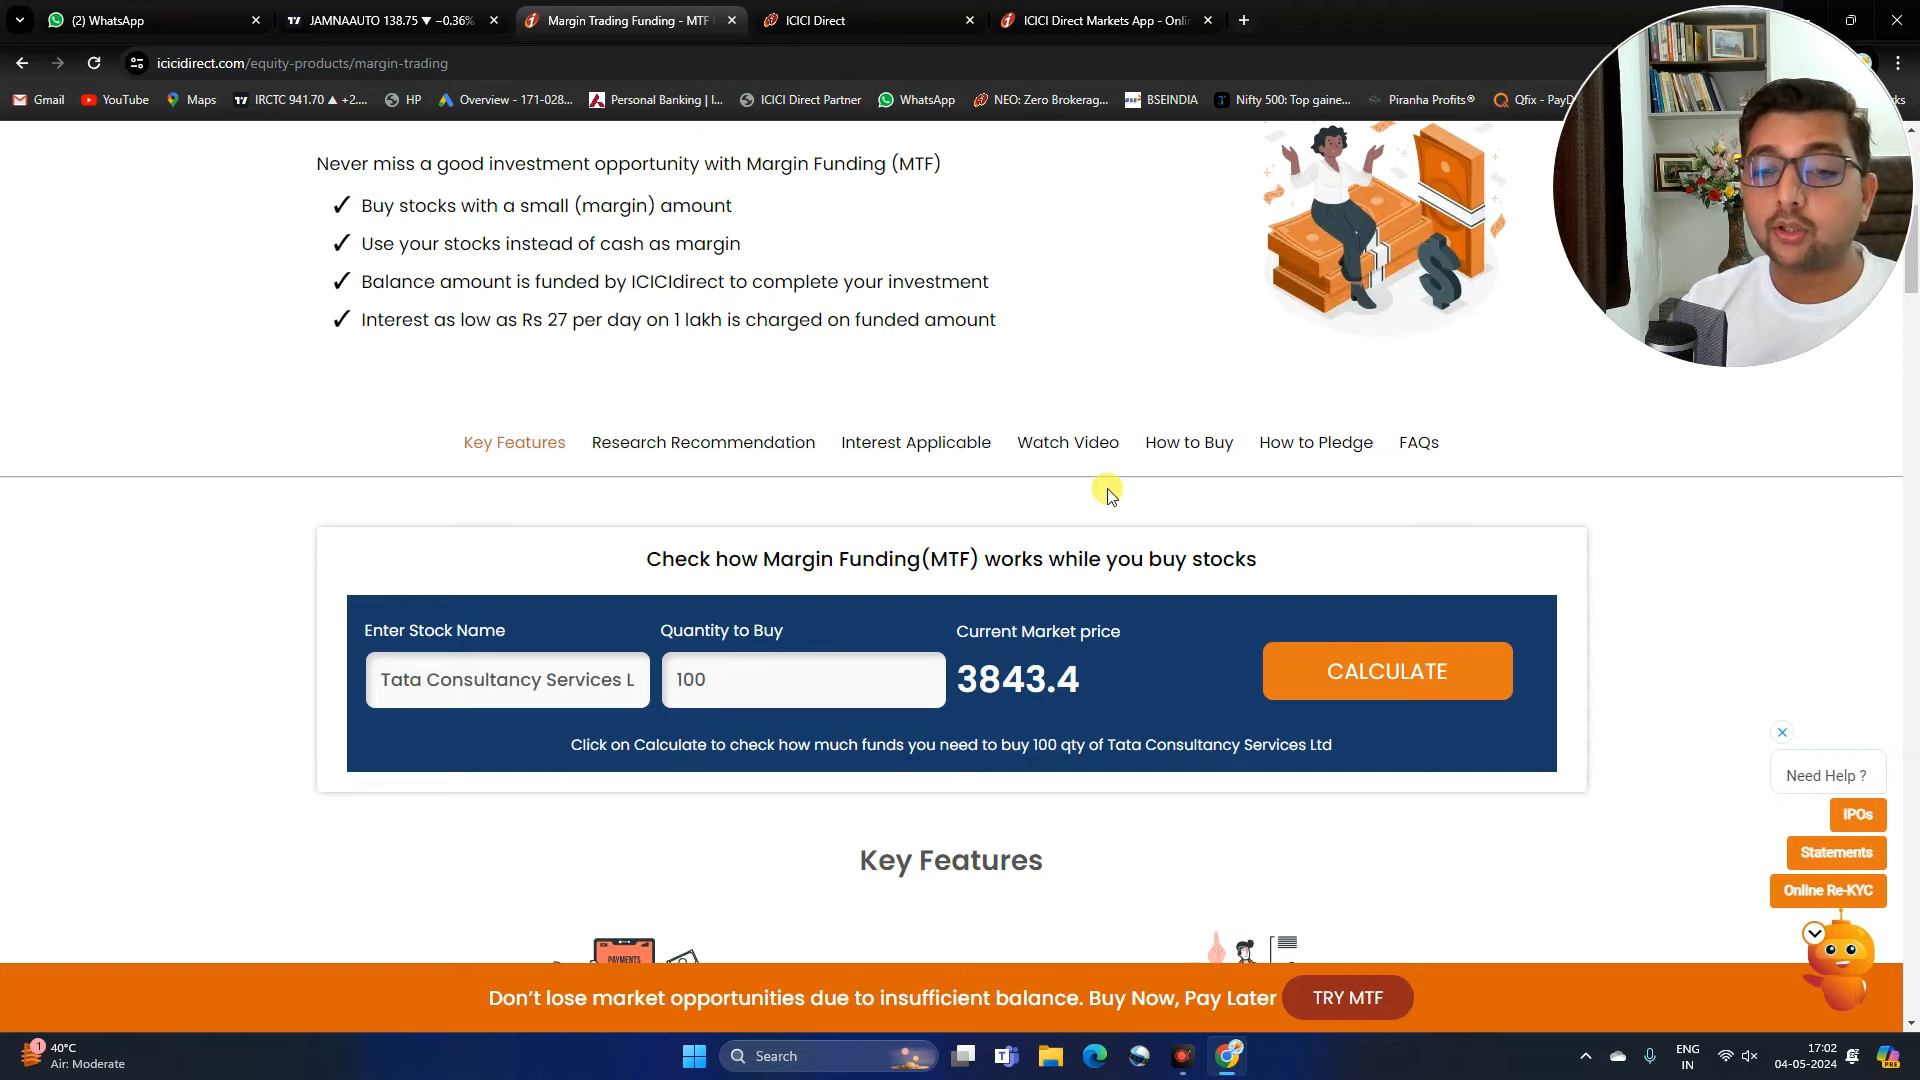 (2) WhatsApp
JAMNAAUTO 138.75 ▼ −0.36%
Margin Trading Funding - MTF
ICICI Direct
ICICI Direct Markets App - Onli
icicidirect.com/equity-products/margin-trading
Gmail
YouTube
Maps
IRCTC 941.70 ▲ +2....
HP
Overview - 171-028...
Personal Banking | I...
ICICI Direct Partner
WhatsApp
NEO: Zero Brokerag...
BSEINDIA
Nifty 500: Top gaine...
Piranha Profits®
Qfix - PayD
Never miss a good investment opportunity with Margin Funding (MTF)
✓ Buy stocks with a small (margin) amount
✓ Use your stocks instead of cash as margin
✓ Balance amount is funded by ICICIdirect to complete your investment
✓ Interest as low as Rs 27 per day on 1 lakh is charged on funded amount
Key Features
Research Recommendation
Interest Applicable
Watch Video
How to Buy
How to Pledge
FAQs
Check how Margin Funding(MTF) works while you buy stocks
Enter Stock Name
Quantity to Buy
Current Market price
Tata Consultancy Services L
100
3843.4
CALCULATE
Click on Calculate to check how much funds you need to buy 100 qty of Tata Consultancy Services Ltd
Need Help ?
IPOs
Statements
Online Re-KYC
Key Features
PAYMENTS
Don’t lose market opportunities due to insufficient balance. Buy Now, Pay Later
TRY MTF
1
40°C
Air: Moderate
Search
ENG
IN
17:02
04-05-2024
PRE